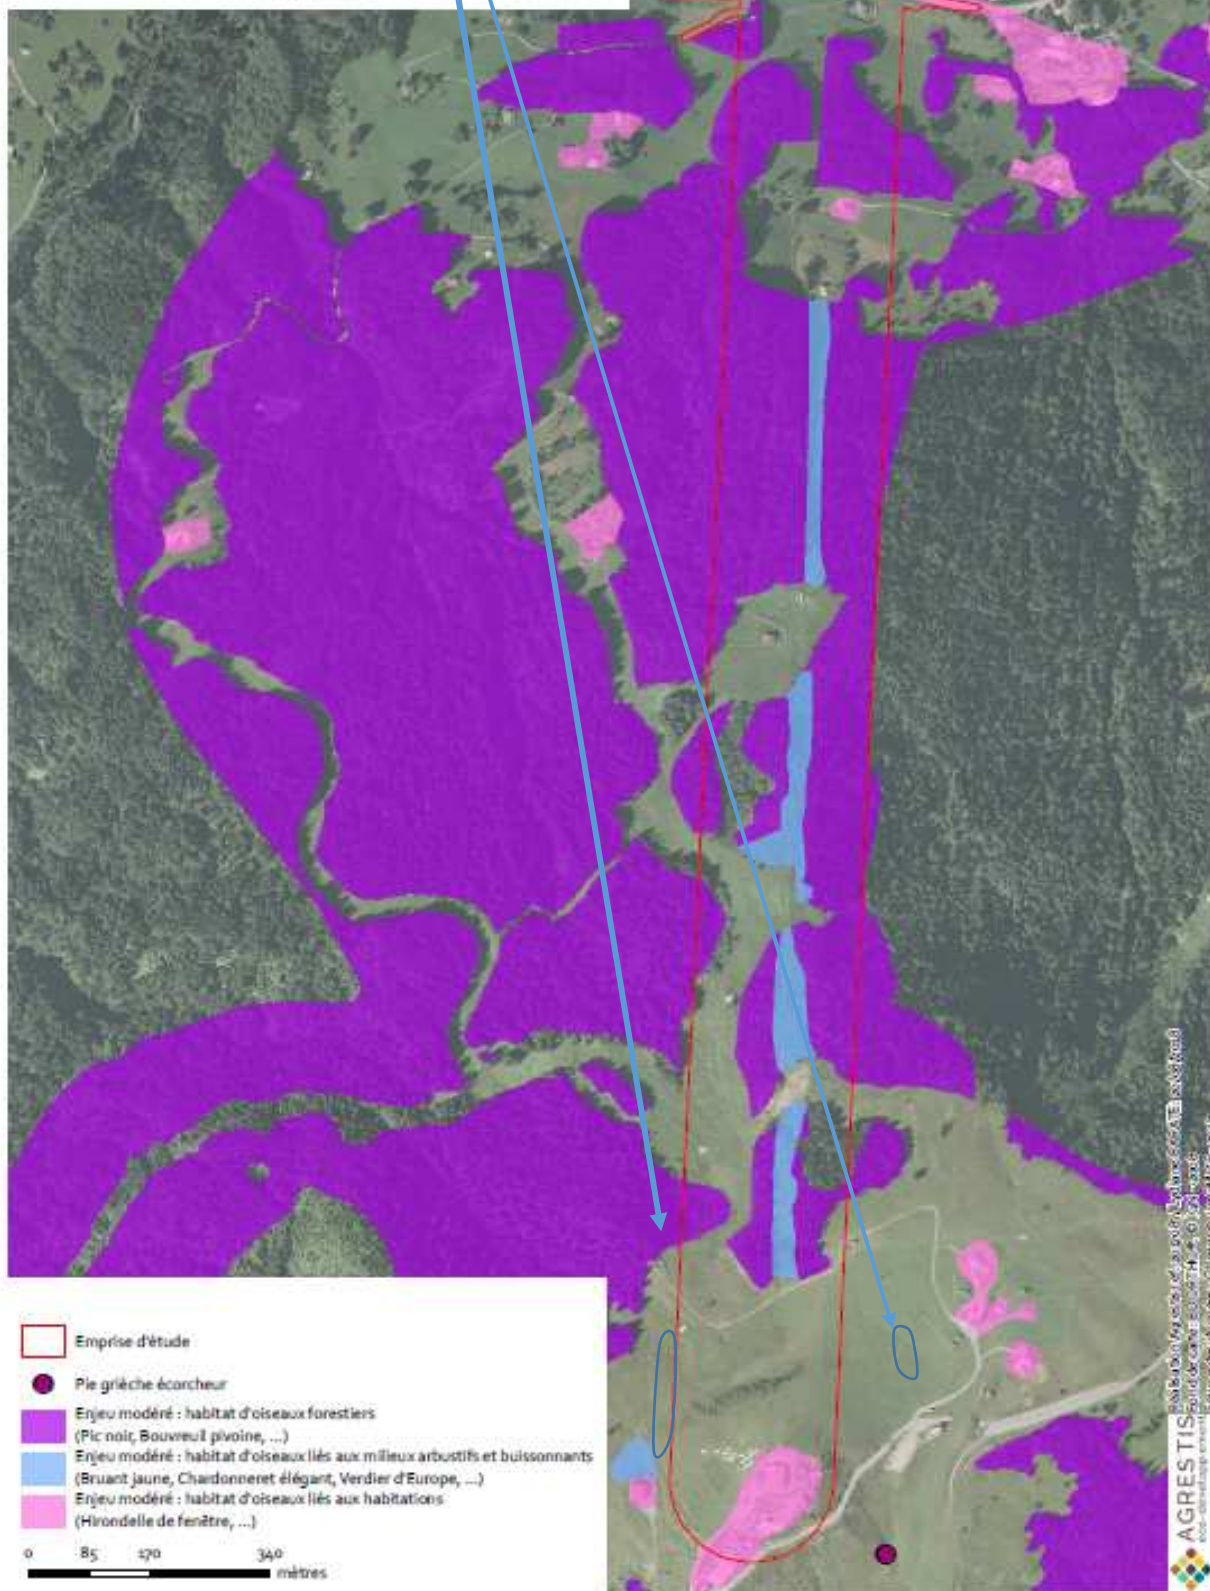 Emprise d'étude
Pie grièche écorcheur
Enjeu modéré : habitat d'oiseaux forestiers
(Pic noir, Bouvreuil pivoine, ...)
Enjeu modéré : habitat d'oiseaux liés aux milieux arbustifs et buissonnants
(Bruant jaune, Chardonneret élégant, Verdier d'Europe, ...)
Enjeu modéré : habitat d'oiseaux liés aux habitations
(Hirondelle de fenêtre, ...)
0 85 170 340
mètres
AGRESTIS
éco-développement